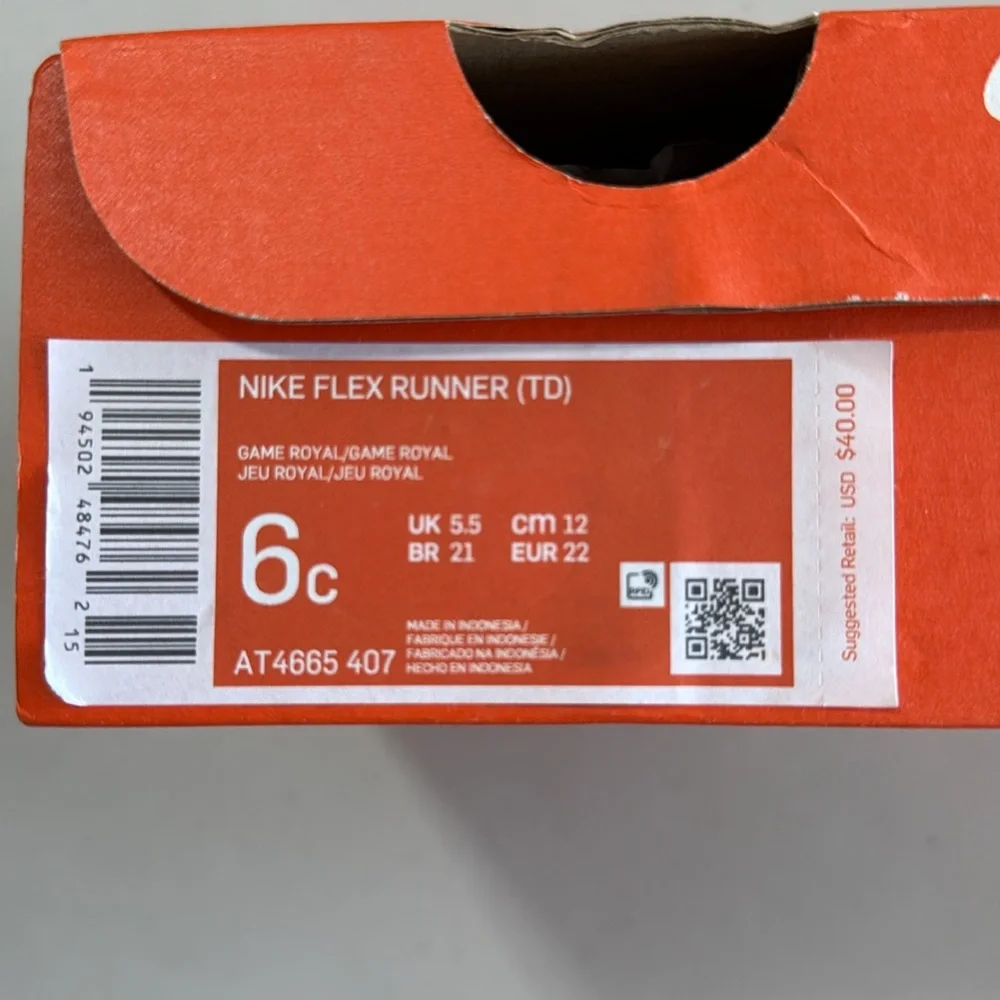 NIKE FLEX RUNNER (TD)
GAME ROYAL/GAME ROYAL
JEU ROYAL/JEU ROYAL
6C
UK 5.5 cm 12
BR 21 EUR 22
AT4665 407
MADE IN INDONESIA /
FABRIQUE EN INDONESIE /
FABRICADO NA INDONÉSIA /
HECHO EN INDONESIA
RFID
1 94502 48476 2 15
Suggested Retail: USD $40.00